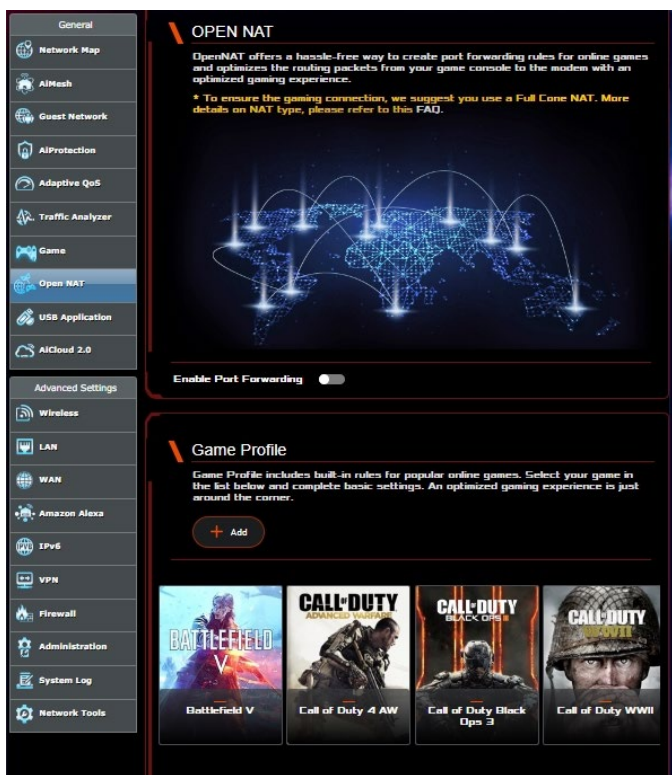 General
Network Map
AiMesh
Guest Network
AiProtection
Adaptive QoS
Traffic Analyzer
Game
Open NAT
USB Application
AiCloud 2.0
Advanced Settings
Wireless
LAN
WAN
Amazon Alexa
IPv6
VPN
Firewall
Administration
System Log
Network Tools
OPEN NAT
OpenNAT offers a hassle-free way to create port forwarding rules for online games
and optimizes the routing packets from your game console to the modem with an
optimized gaming experience.
* To ensure the gaming connection, we suggest you use a Full Cone NAT. More
details on NAT type, please refer to this FAQ.
Enable Port Forwarding
Game Profile
Game Profile includes built-in rules for popular online games. Select your game in
the list below and complete basic settings. An optimized gaming experience is just
around the corner.
+ Add
BATTLEFIELD
V
Battlefield V
CALL OF DUTY
ADVANCED WARFARE
Call of Duty 4 AW
CALL OF DUTY
BLACK OPS III
Call of Duty Black
Ops 3
CALL OF DUTY
WWII
Call of Duty WWII